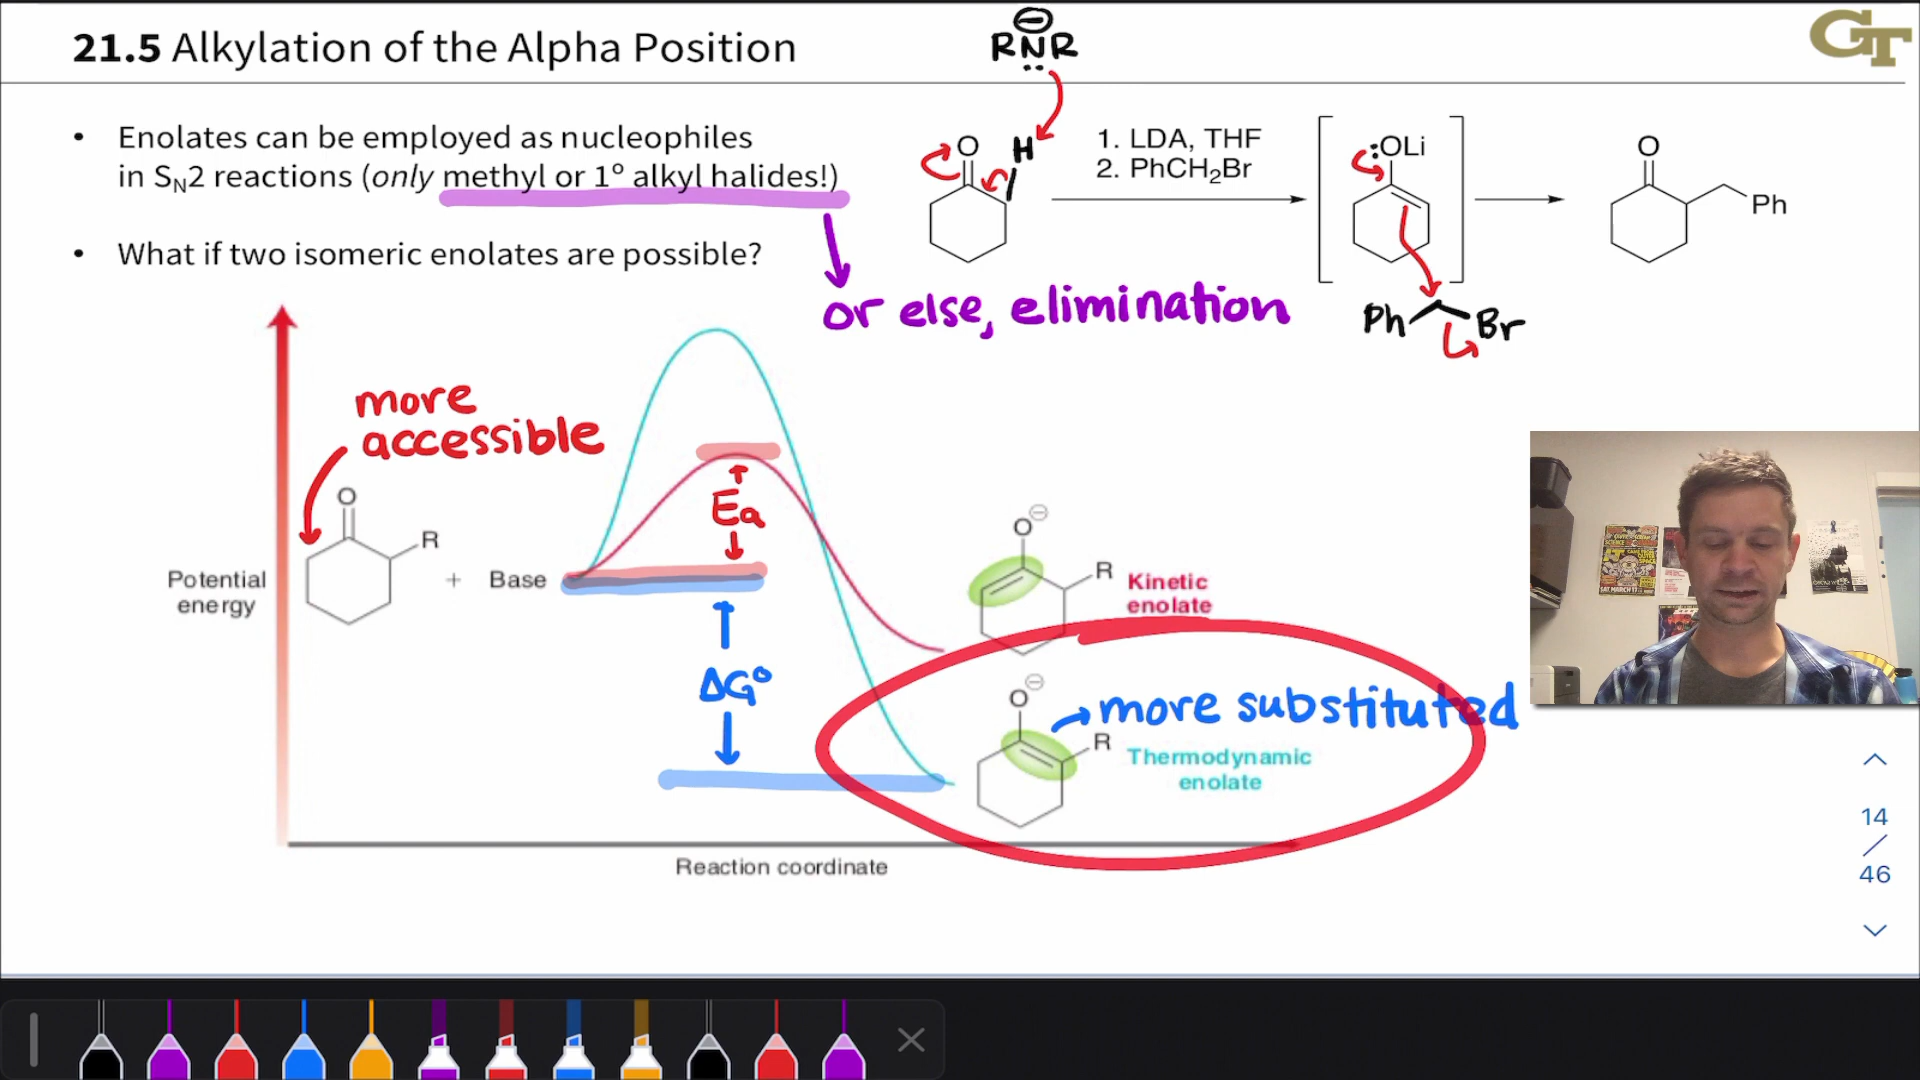 21.5 Alkylation of the Alpha Position
⊖
RNR
GT
• Enolates can be employed as nucleophiles
in SN2 reactions (only methyl or 1° alkyl halides!)
• What if two isomeric enolates are possible?
or else, elimination
O
H
1. LDA, THF
2. PhCH2Br
:OLi
Ph Br
O
Ph
more
accessible
O
R
+ Base
Potential
energy
Ea
ΔG°
O⊖
R
Kinetic
enolate
O⊖
R
more substituted
Thermodynamic
enolate
Reaction coordinate
14
/
46